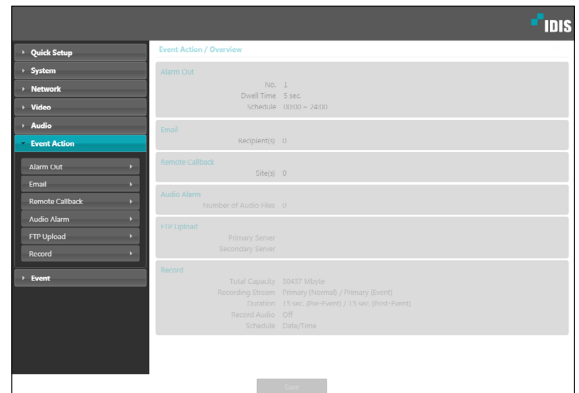 IDIS
Quick Setup
System
Network
Video
Audio
Event Action
Alarm Out
Email
Remote Callback
Audio Alarm
FTP Upload
Record
Event
Event Action / Overview
Alarm Out
No. 1
Dwell Time 5 sec.
Schedule 00:00 ~ 24:00
Email
Recipient(s) 0
Remote Callback
Site(s) 0
Audio Alarm
Number of Audio Files 0
FTP Upload
Primary Server
Secondary Server
Record
Total Capacity 30437 Mbyte
Recording Stream Primary (Normal) / Primary (Event)
Duration 15 sec. (Pre-Event) / 15 sec. (Post-Event)
Record Audio Off
Schedule Date/Time
Save